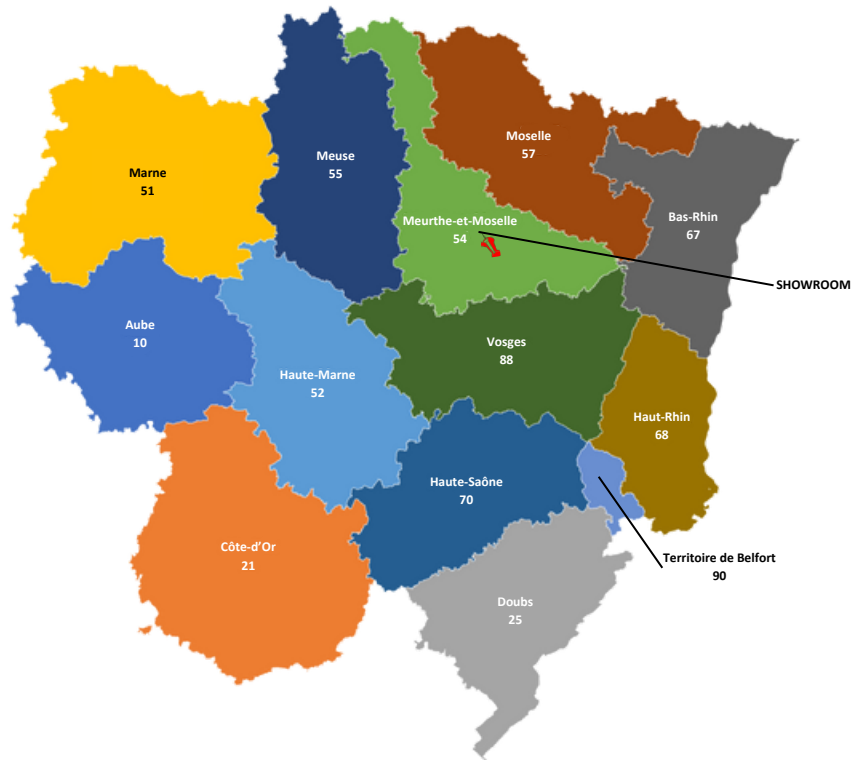 Moselle
57
Meuse
55
Marne
51
Bas-Rhin
67
Meurthe-et-Moselle
54
SHOWROOM
Aube
10
Vosges
88
Haute-Marne
52
Haut-Rhin
68
Haute-Saône
70
Côte-d'Or
21
Territoire de Belfort
90
Doubs
25